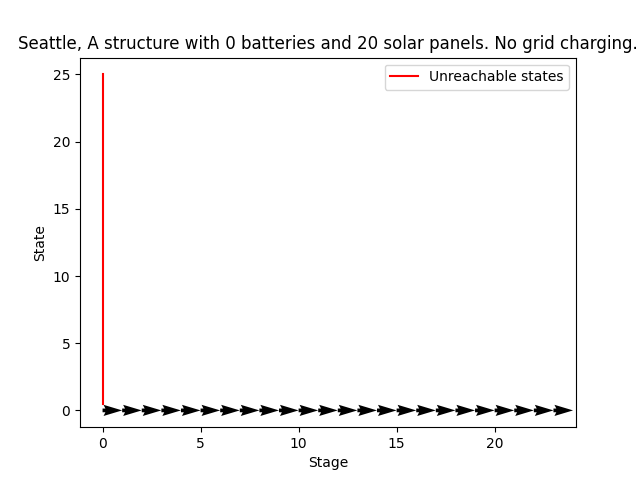 Seattle, A structure with 0 batteries and 20 solar panels. No grid charging.
Unreachable states
25
20
15
10
5
0
State
0 5 10 15 20
Stage